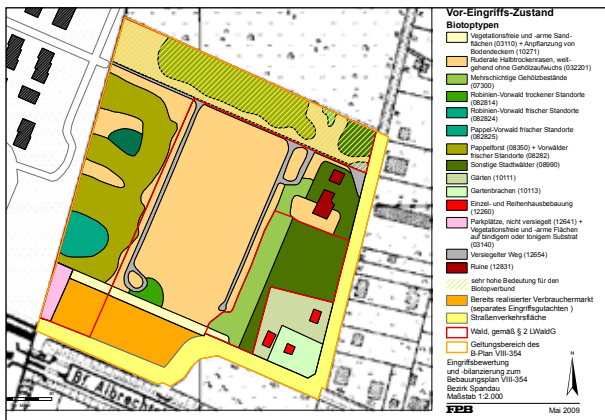 Vor-Eingriffs-Zustand
Biotoptypen
Vegetationsfreie und -arme Sand-
flächen (03110) + Anpflanzung von
Bodendeckern (10271)
Ruderale Halbtrockenrasen, weit-
gehend ohne Gehölzaufwuchs (032201)
Mehrschichtige Gehölzbestände
(07300)
Robinien-Vorwald trockener Standorte
(082814)
Robinien-Vorwald frischer Standorte
(082824)
Pappel-Vorwald frischer Standorte
(082825)
Pappelforst (08350) + Vorwälder
frischer Standorte (08282)
Sonstige Stadtwälder (08990)
Gärten (10111)
Gartenbrachen (10113)
Einzel- und Reihenhausbebauung
(12260)
Parkplätze, nicht versiegelt (12641) +
Vegetationsfreie und -arme Flächen
auf bindigem oder tonigem Substrat
(03140)
Versiegelter Weg (12654)
Ruine (12831)
sehr hohe Bedeutung für den
Biotopverbund
Bereits realisierter Verbrauchermarkt
(separates Eingriffsgutachten )
Straßenverkehrsfläche
Wald, gemäß § 2 LWaldG
Geltungsbereich des
B-Plan VIII-354
Eingriffsbewertung
und -bilanzierung zum
Bebauungsplan VIII-354
Bezirk Spandau
Maßstab 1:2.000
N
FPB Mai 2009
Br. Albrech